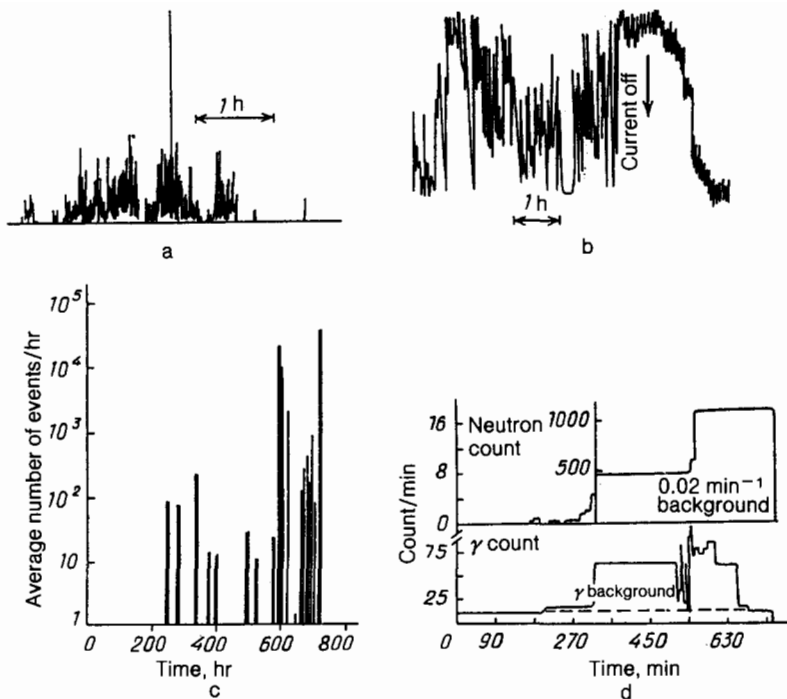 1 h
a
Current off
1 h
b
Average number of events/hr
10⁵
10⁴
10³
10²
10
1
0
200
400
600
800
Time, hr
c
Count/min
16
8
0
Neutron
count
1000
500
0.02 min⁻¹
background
γ count
75
25
γ background
0
90
270
450
630
Time, min
d